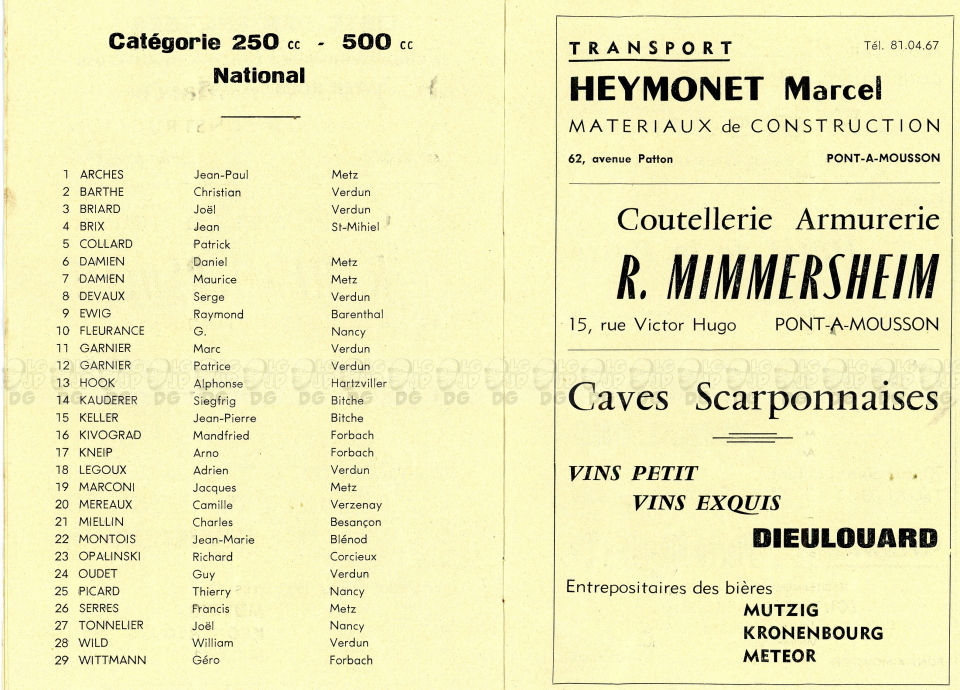 Catégorie 250 cc - 500 cc
National
1 ARCHES Jean-Paul Metz
2 BARTHE Christian Verdun
3 BRIARD Joël Verdun
4 BRIX Jean St-Mihiel
5 COLLARD Patrick
6 DAMIEN Daniel Metz
7 DAMIEN Maurice Metz
8 DEVAUX Serge Verdun
9 EWIG Raymond Barenthal
10 FLEURANCE G. Nancy
11 GARNIER Marc Verdun
12 GARNIER Patrice Verdun
13 HOOK Alphonse Hartzviller
14 KAUDERER Siegfrig Bitche
15 KELLER Jean-Pierre Bitche
16 KIVOGRAD Mandfried Forbach
17 KNEIP Arno Forbach
18 LEGOUX Adrien Verdun
19 MARCONI Jacques Metz
20 MEREAUX Camille Verzenay
21 MIELLIN Charles Besançon
22 MONTOIS Jean-Marie Blénod
23 OPALINSKI Richard Corcieux
24 OUDET Guy Verdun
25 PICARD Thierry Nancy
26 SERRES Francis Metz
27 TONNELIER Joël Nancy
28 WILD William Verdun
29 WITTMANN Géro Forbach
TRANSPORT Tél. 81.04.67
HEYMONET Marcel
MATERIAUX de CONSTRUCTION
62, avenue Patton PONT-A-MOUSSON
Coutellerie Armurerie
R. MIMMERSHEIM
15, rue Victor Hugo PONT-A-MOUSSON
Caves Scarponnaises
VINS PETIT
VINS EXQUIS
DIEULOUARD
Entrepositaires des bières
MUTZIG
KRONENBOURG
METEOR